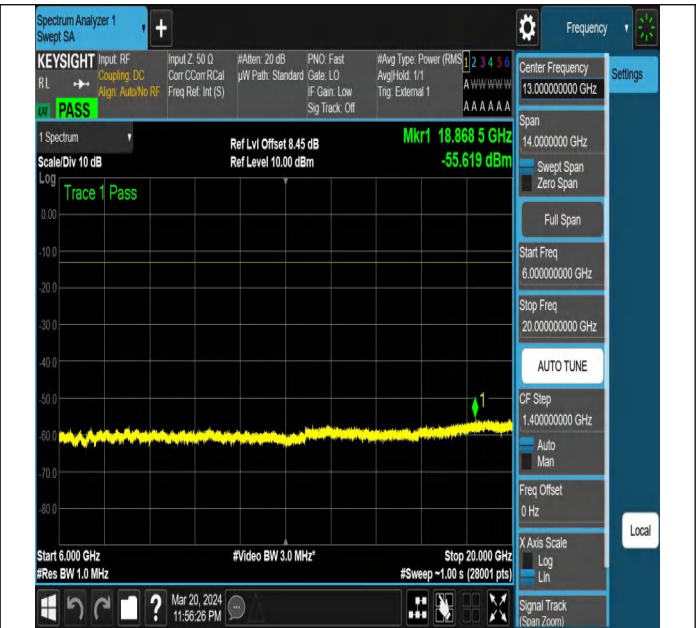 Spectrum Analyzer 1
Swept SA
+
Frequency
KEYSIGHT
Input: RF
Coupling: DC
Align: Auto/No RF
Input Z: 50 Ω
Corr CCorr RCal
Freq Ref: Int (S)
#Atten: 20 dB
µW Path: Standard
PNO: Fast
Gate: LO
IF Gain: Low
Sig Track: Off
#Avg Type: Power (RMS
Avg|Hold: 1/1
Trig: External 1
1 2 3 4 5 6
A W W W W W
A A A A A A
RL
PASS
1 Spectrum
Scale/Div 10 dB
Log
Ref Lvl Offset 8.45 dB
Ref Level 10.00 dBm
Mkr1 18.868 5 GHz
-55.619 dBm
Trace 1 Pass
0.00
-10.0
-20.0
-30.0
-40.0
-50.0
-60.0
-70.0
-80.0
1
Start 6.000 GHz
#Res BW 1.0 MHz
#Video BW 3.0 MHz*
Stop 20.000 GHz
#Sweep ~1.00 s (28001 pts)
Center Frequency
13.000000000 GHz
Settings
Span
14.0000000 GHz
Swept Span
Zero Span
Full Span
Start Freq
6.000000000 GHz
Stop Freq
20.000000000 GHz
AUTO TUNE
CF Step
1.400000000 GHz
Auto
Man
Freq Offset
0 Hz
X Axis Scale
Log
Lin
Local
Signal Track
(Span Zoom)
?
Mar 20, 2024
11:56:26 PM